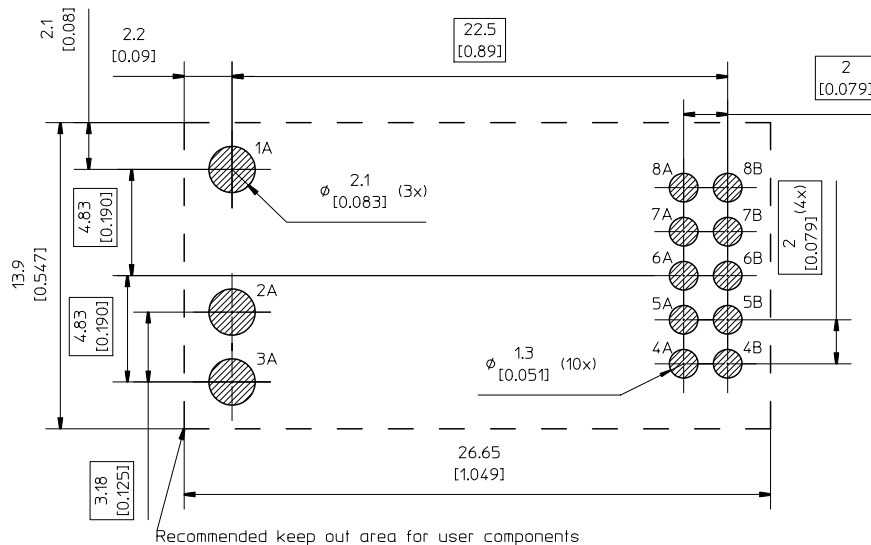 2.1
[0.08]
2.2
[0.09]
22.5
[0.89]
2
[0.079]
1A
8A
8B
ø 2.1 (3x)
[0.083]
4.83
[0.190]
7A
7B
2 (4x)
[0.079]
13.9
[0.547]
6A
6B
2A
5A
5B
4.83
[0.190]
3A
4A
4B
ø 1.3 (10x)
[0.051]
26.65
[1.049]
3.18
[0.125]
Recommended keep out area for user components